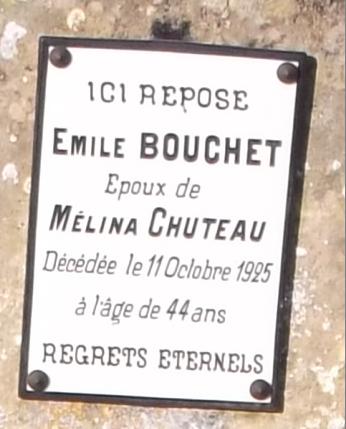 ICI REPOSE
EMILE BOUCHET
Epoux de
MÉLINA CHUTEAU
Décédée le 11 Octobre 1925
à l'âge de 44 ans
REGRETS ETERNELS